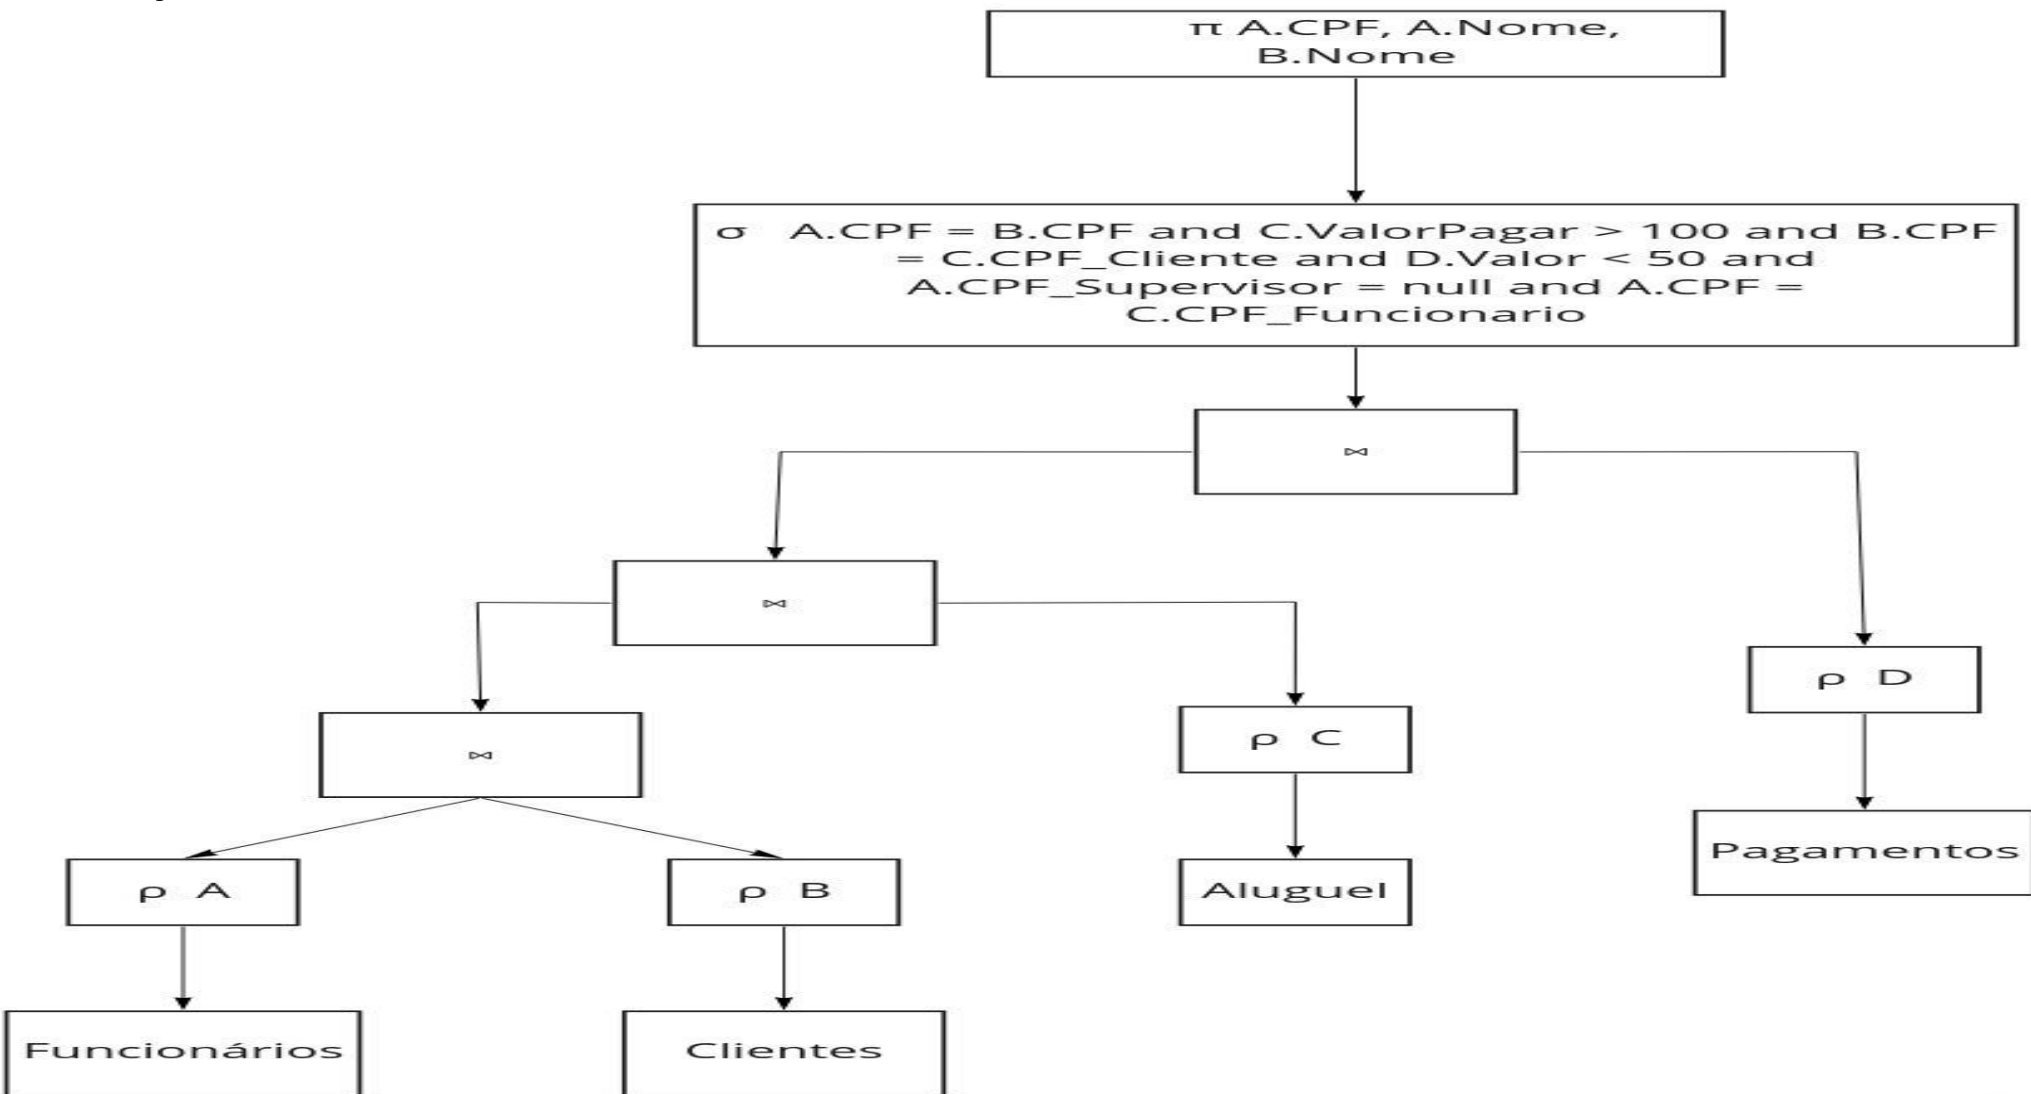 π A.CPF, A.Nome,
B.Nome
σ A.CPF = B.CPF and C.ValorPagar > 100 and B.CPF
= C.CPF_Cliente and D.Valor < 50 and
A.CPF_Supervisor = null and A.CPF =
C.CPF_Funcionario
⋈
⋈
⋈
ρ D
ρ C
Pagamentos
ρ A
ρ B
Aluguel
Funcionários
Clientes